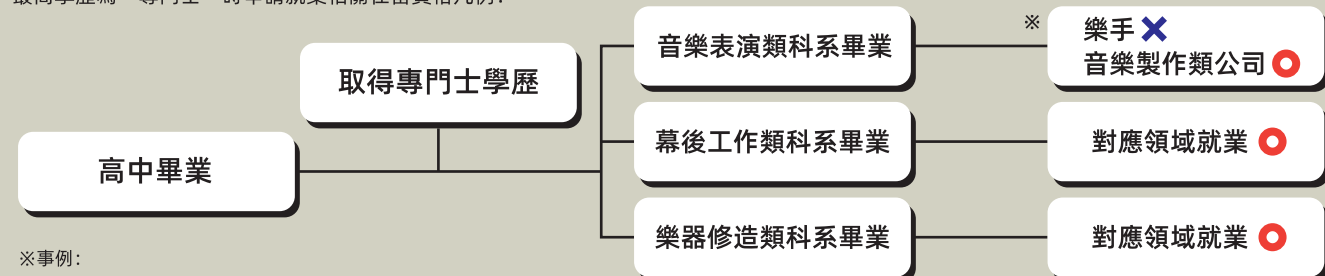 高中畢業
取得專門士學歷
音樂表演類科系畢業
※
樂手 ✕
音樂製作類公司 ○
幕後工作類科系畢業
對應領域就業 ○
樂器修造類科系畢業
對應領域就業 ○
※事例：